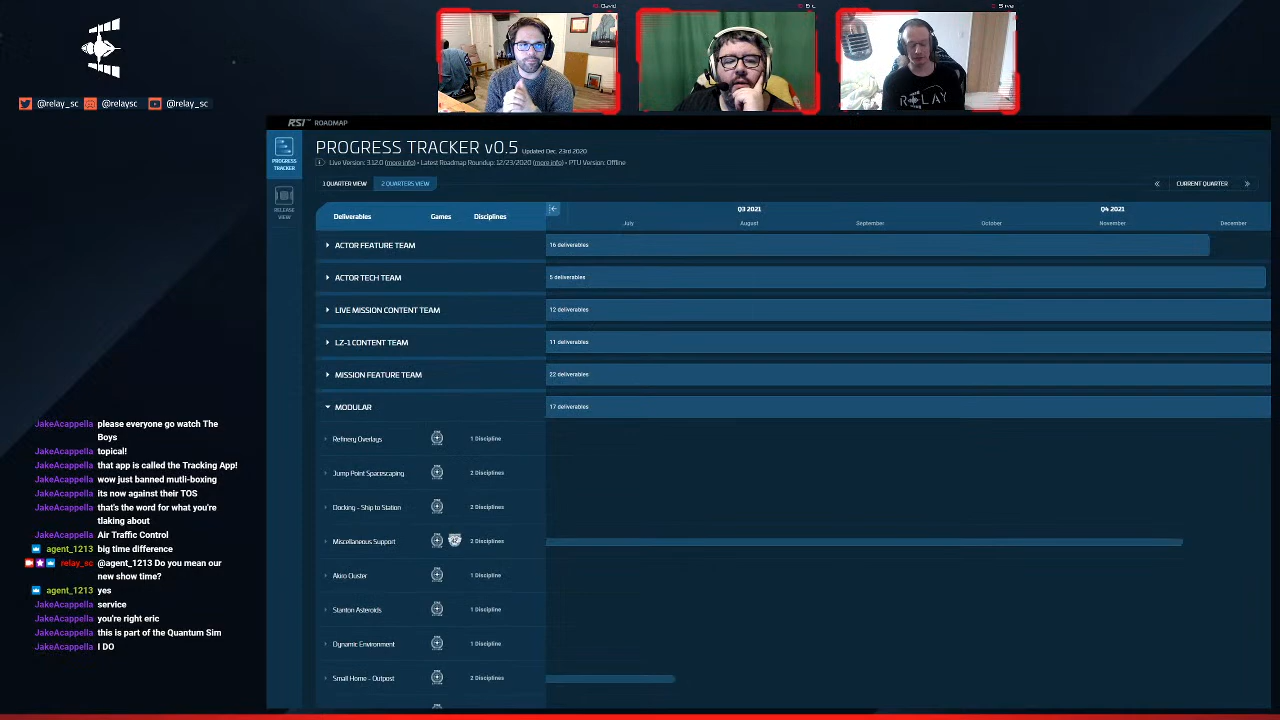 David
@relay_sc
@relaysc
@relay_sc
RSI ROADMAP
PROGRESS TRACKER
RELEASE VIEW
PROGRESS TRACKER v0.5 Updated Dec. 23rd 2020
Live Version: 3.12.0 (more info) • Latest Roadmap Roundup: 12/23/2020 (more info) • PTU Version: Offline
1 QUARTER VIEW
2 QUARTERS VIEW
CURRENT QUARTER
Deliverables Games Disciplines
Q3 2021 Q4 2021
July August September October November December
ACTOR FEATURE TEAM 16 deliverables
ACTOR TECH TEAM 5 deliverables
LIVE MISSION CONTENT TEAM 12 deliverables
LZ-1 CONTENT TEAM 11 deliverables
MISSION FEATURE TEAM 22 deliverables
MODULAR 17 deliverables
Refinery Overlays 1 Discipline
Jump Point Spacescaping 2 Disciplines
Docking - Ship to Station 2 Disciplines
Miscellaneous Support 2 Disciplines
Akiro Cluster 1 Discipline
Stanton Asteroids 1 Discipline
Dynamic Environment 1 Discipline
Small Home - Outpost 2 Disciplines
JakeAcappella please everyone go watch The
Boys
JakeAcappella topical!
JakeAcappella that app is called the Tracking App!
JakeAcappella wow just banned mutli-boxing
JakeAcappella its now against their TOS
JakeAcappella that's the word for what you're
tlaking about
JakeAcappella Air Traffic Control
agent_1213 big time difference
relay_sc @agent_1213 Do you mean our
new show time?
agent_1213 yes
JakeAcappella service
JakeAcappella you're right eric
JakeAcappella this is part of the Quantum Sim
JakeAcappella I DO